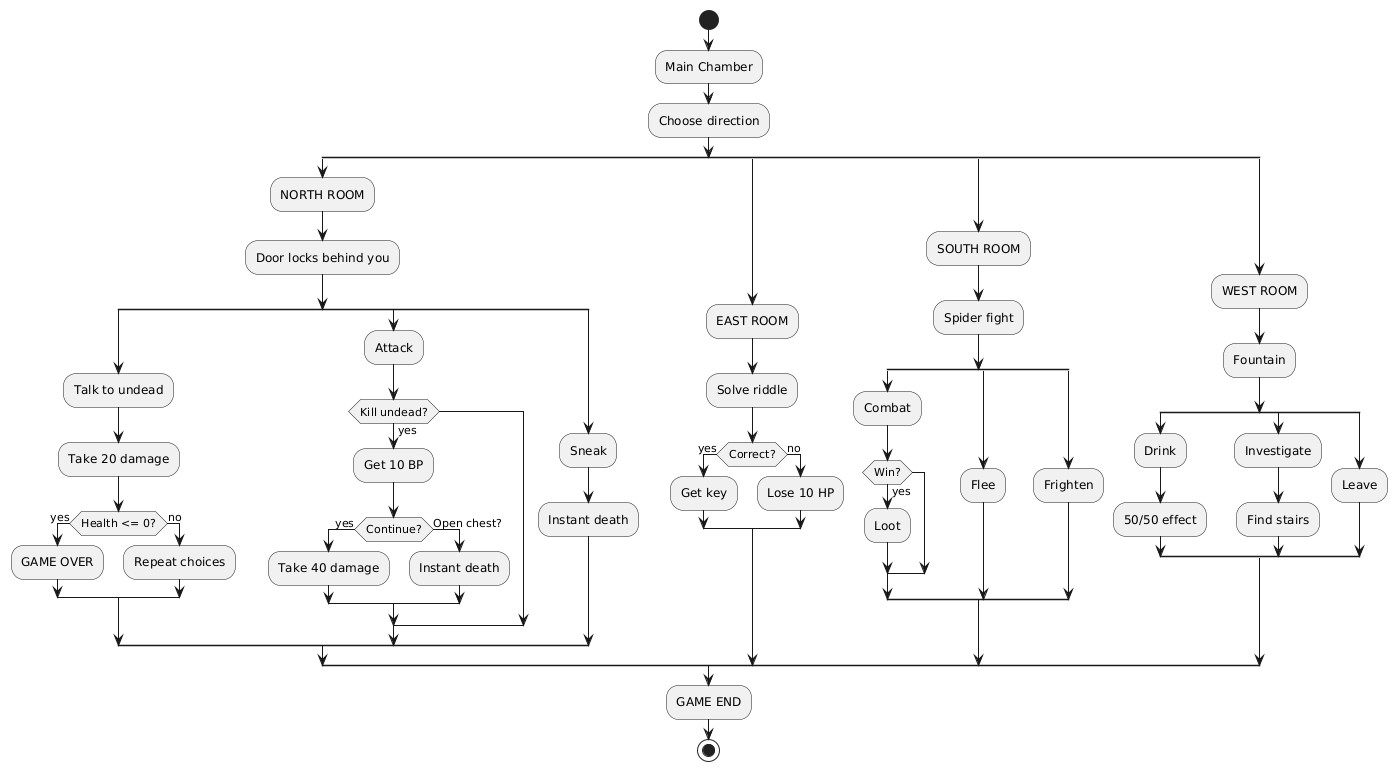 Main Chamber
Choose direction
NORTH ROOM
Door locks behind you
Talk to undead
Take 20 damage
Health <= 0?
yes
no
GAME OVER
Repeat choices
Attack
Kill undead?
yes
Get 10 BP
Continue?
yes
Open chest?
Take 40 damage
Instant death
Sneak
Instant death
EAST ROOM
Solve riddle
Correct?
yes
no
Get key
Lose 10 HP
SOUTH ROOM
Spider fight
Combat
Win?
yes
Loot
Flee
Frighten
WEST ROOM
Fountain
Drink
50/50 effect
Investigate
Find stairs
Leave
GAME END